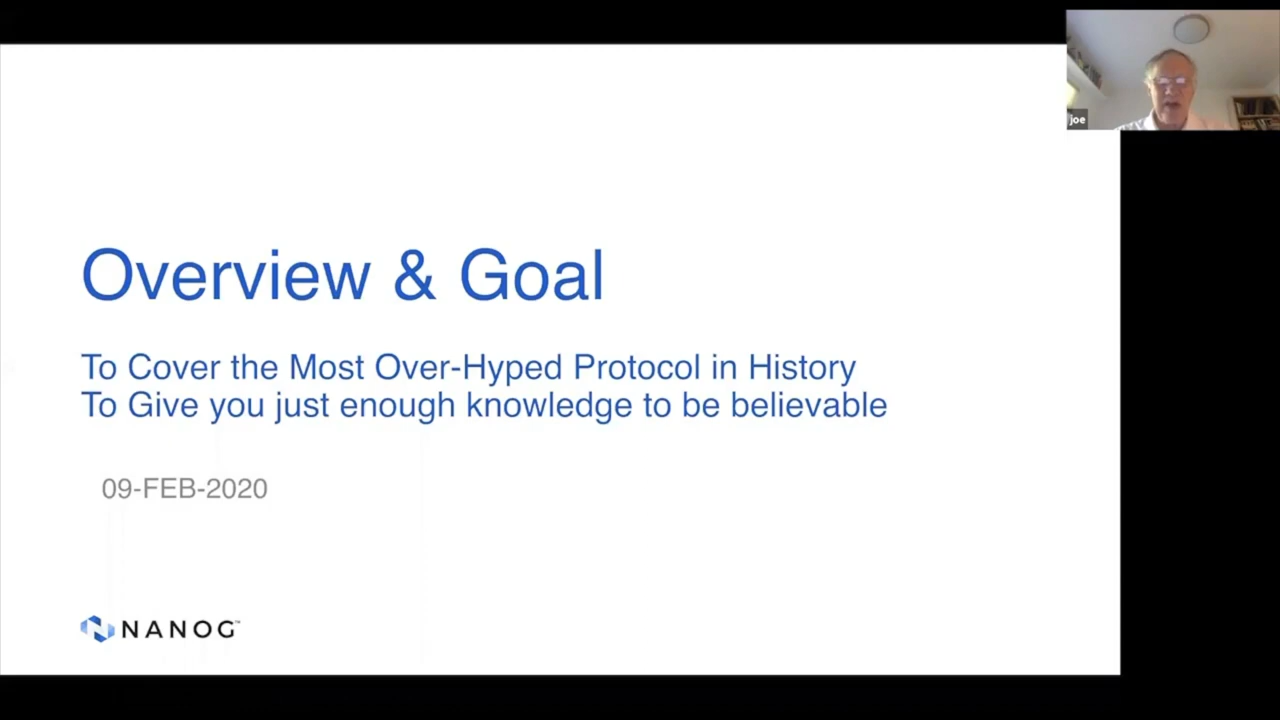 joe
Overview & Goal
To Cover the Most Over-Hyped Protocol in History
To Give you just enough knowledge to be believable
09-FEB-2020
NANOG™